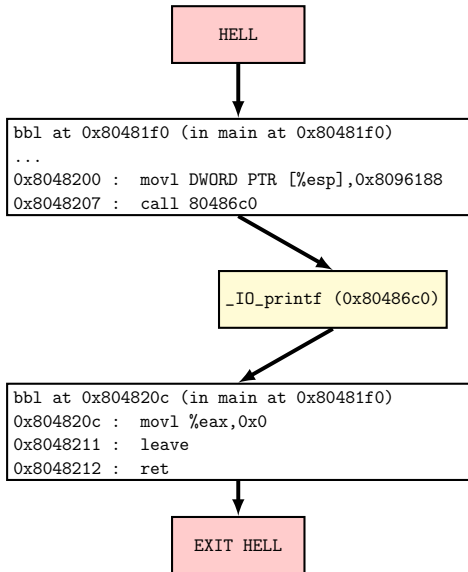 HELL
bbl at 0x80481f0 (in main at 0x80481f0)
...
0x8048200 : movl DWORD PTR [%esp],0x8096188
0x8048207 : call 80486c0
_IO_printf (0x80486c0)
bbl at 0x804820c (in main at 0x80481f0)
0x804820c : movl %eax,0x0
0x8048211 : leave
0x8048212 : ret
EXIT HELL